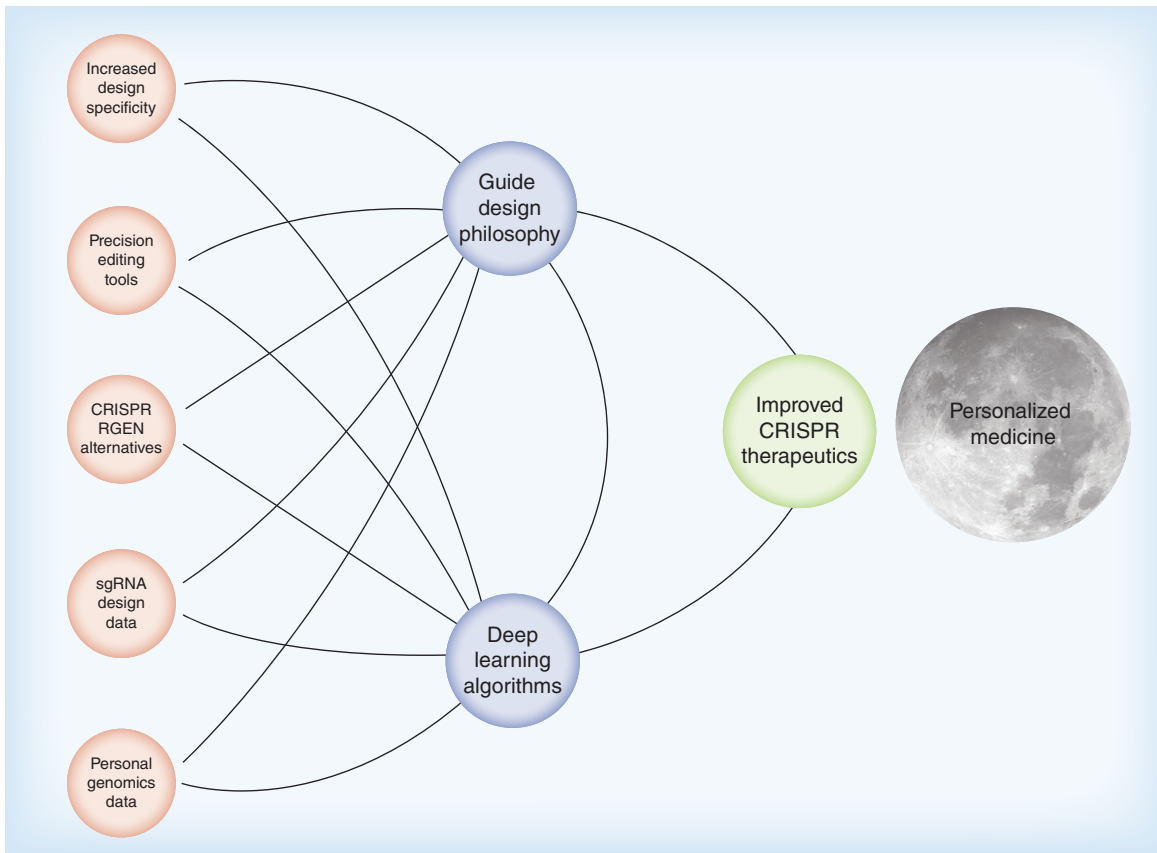 Increased
design
specificity
Precision
editing
tools
CRISPR
RGEN
alternatives
sgRNA
design
data
Personal
genomics
data
Guide
design
philosophy
Deep
learning
algorithms
Improved
CRISPR
therapeutics
Personalized
medicine